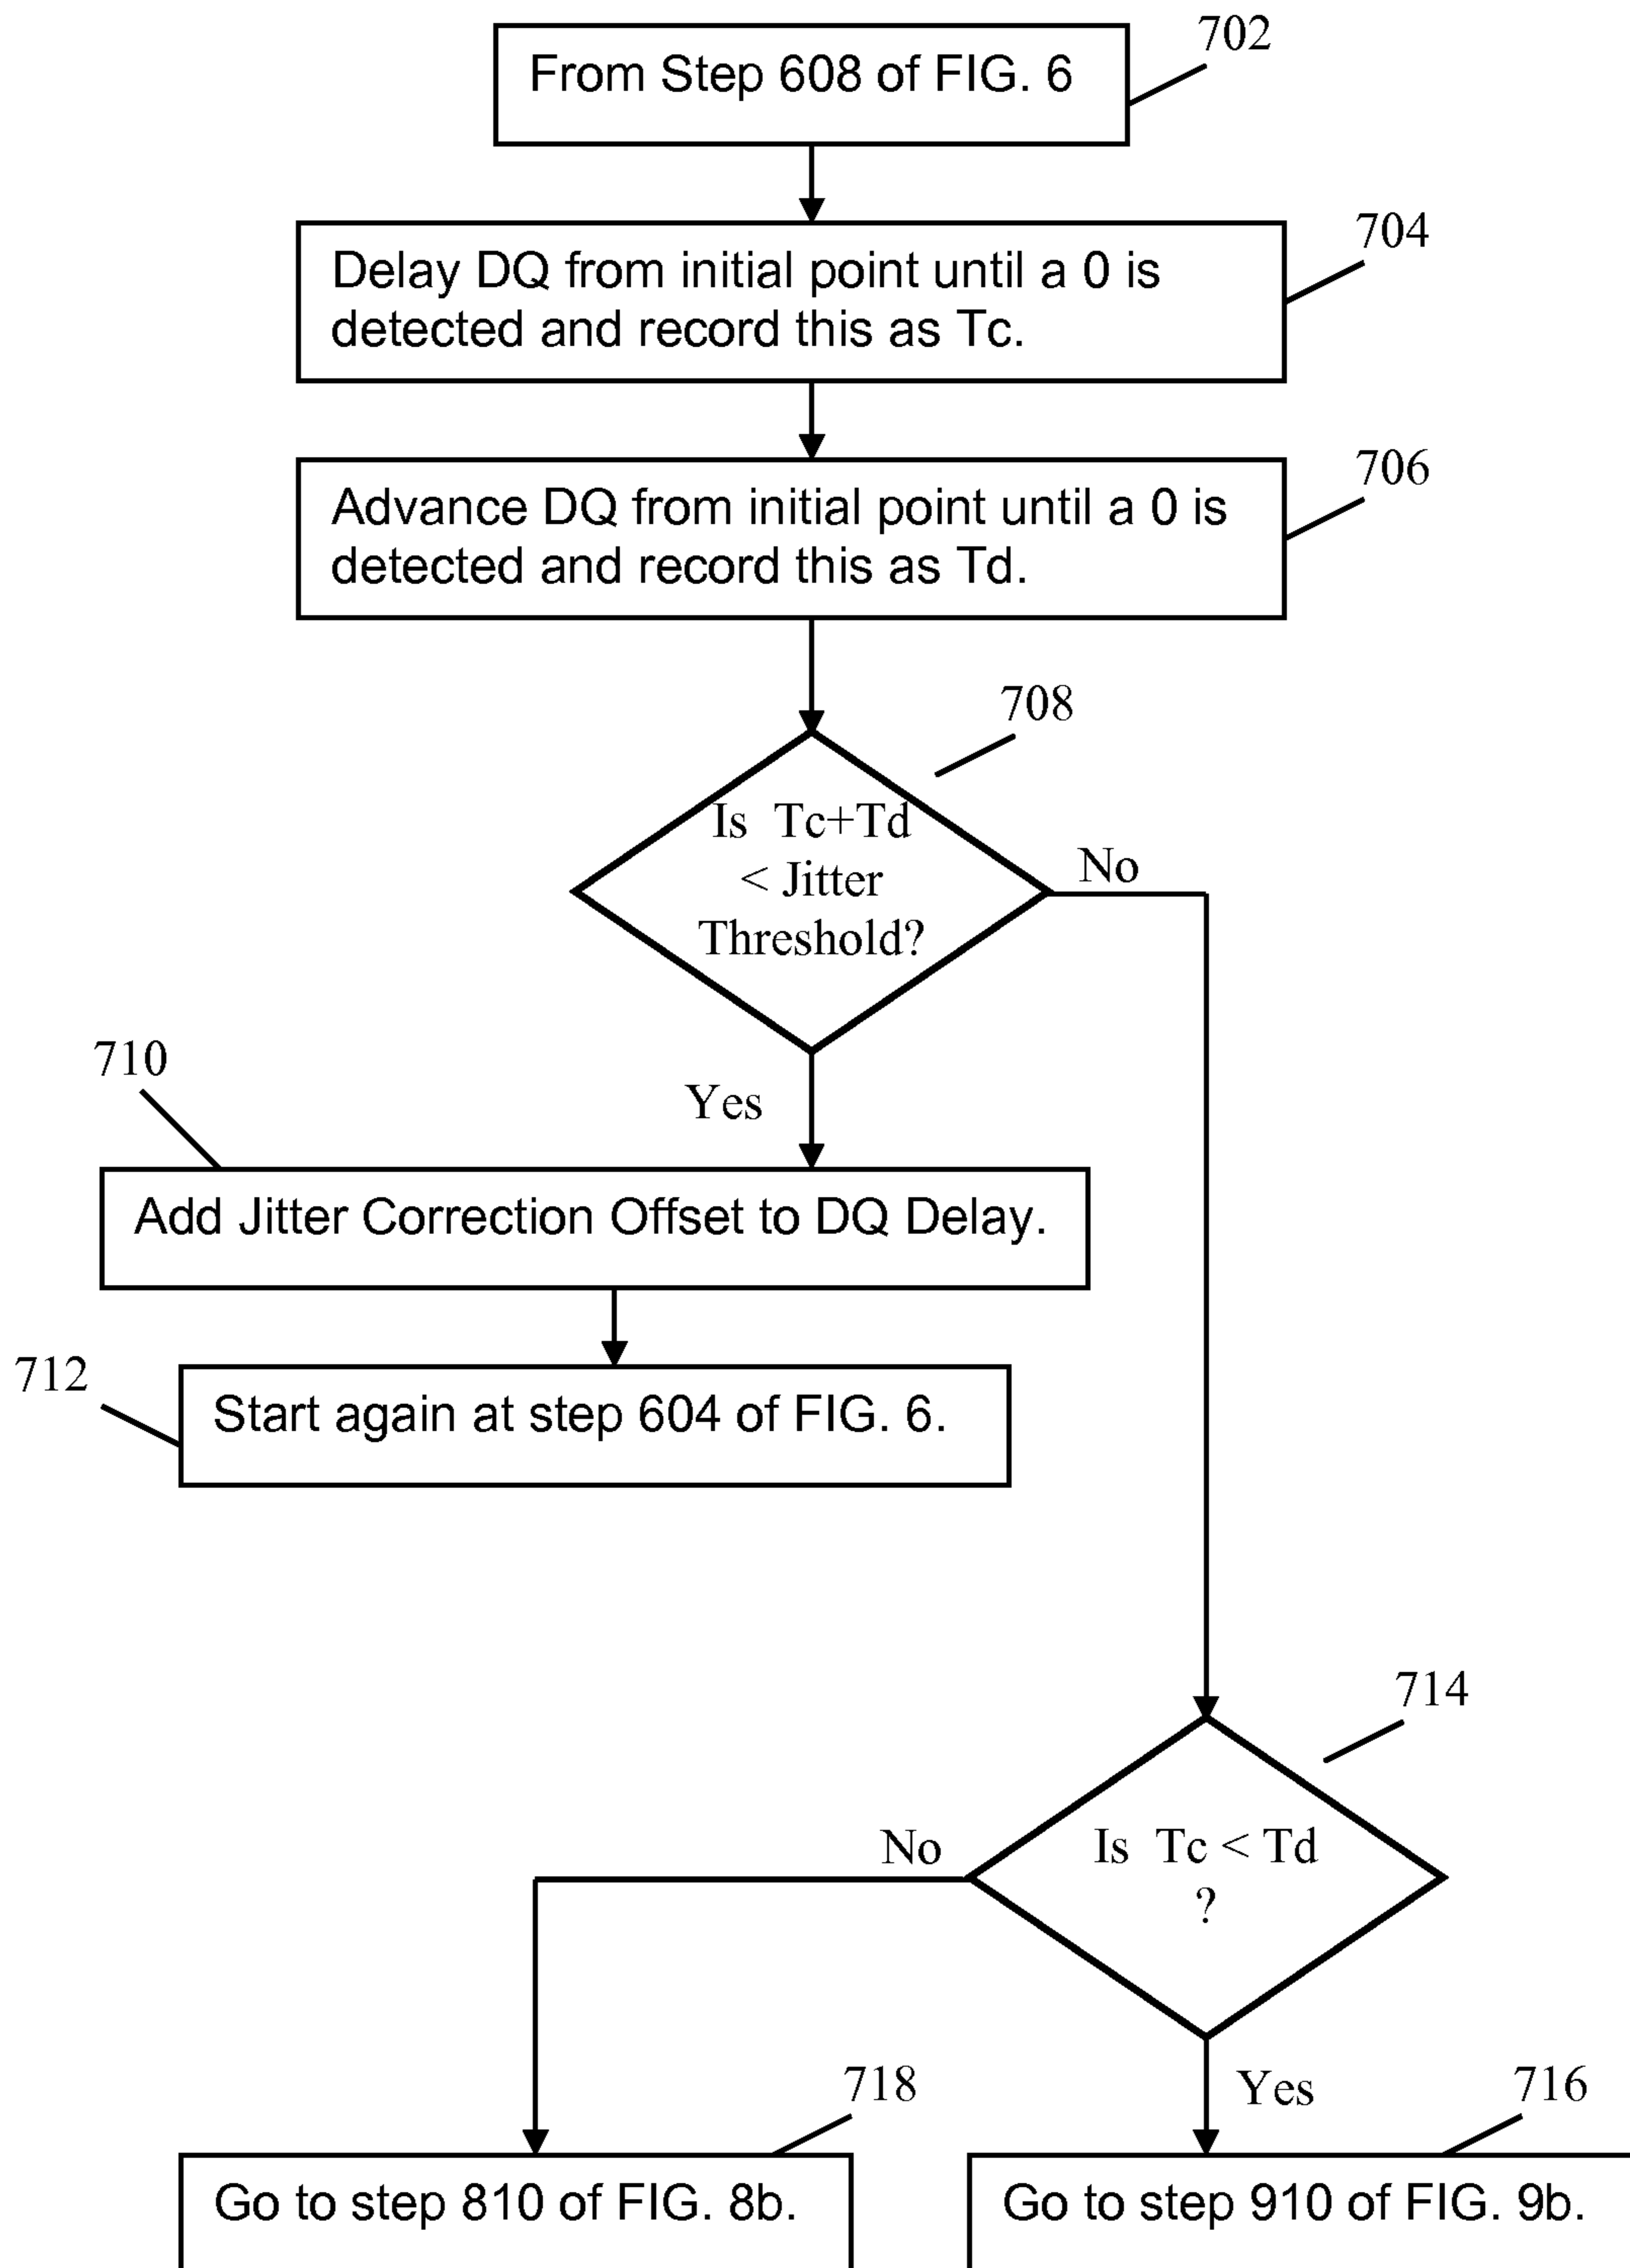 702
From Step 608 of FIG. 6
704
Delay DQ from initial point until a 0 is
detected and record this as Tc.
706
Advance DQ from initial point until a 0 is
detected and record this as Td.
708
Is Tc+Td
< Jitter
Threshold?
No
Yes
710
Add Jitter Correction Offset to DQ Delay.
712
Start again at step 604 of FIG. 6.
714
Is Tc < Td
?
No
Yes
718
716
Go to step 810 of FIG. 8b.
Go to step 910 of FIG. 9b.